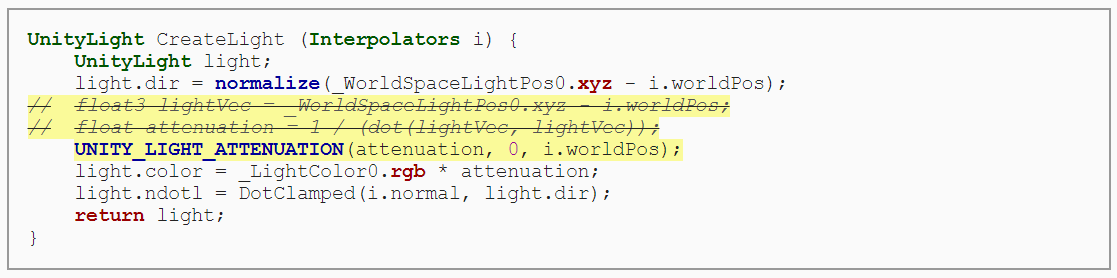 UnityLight CreateLight (Interpolators i) {
    UnityLight light;
    light.dir = normalize(_WorldSpaceLightPos0.xyz - i.worldPos);
//  float3 lightVec = _WorldSpaceLightPos0.xyz - i.worldPos;
//  float attenuation = 1 / (dot(lightVec, lightVec));
    UNITY_LIGHT_ATTENUATION(attenuation, 0, i.worldPos);
    light.color = _LightColor0.rgb * attenuation;
    light.ndotl = DotClamped(i.normal, light.dir);
    return light;
}